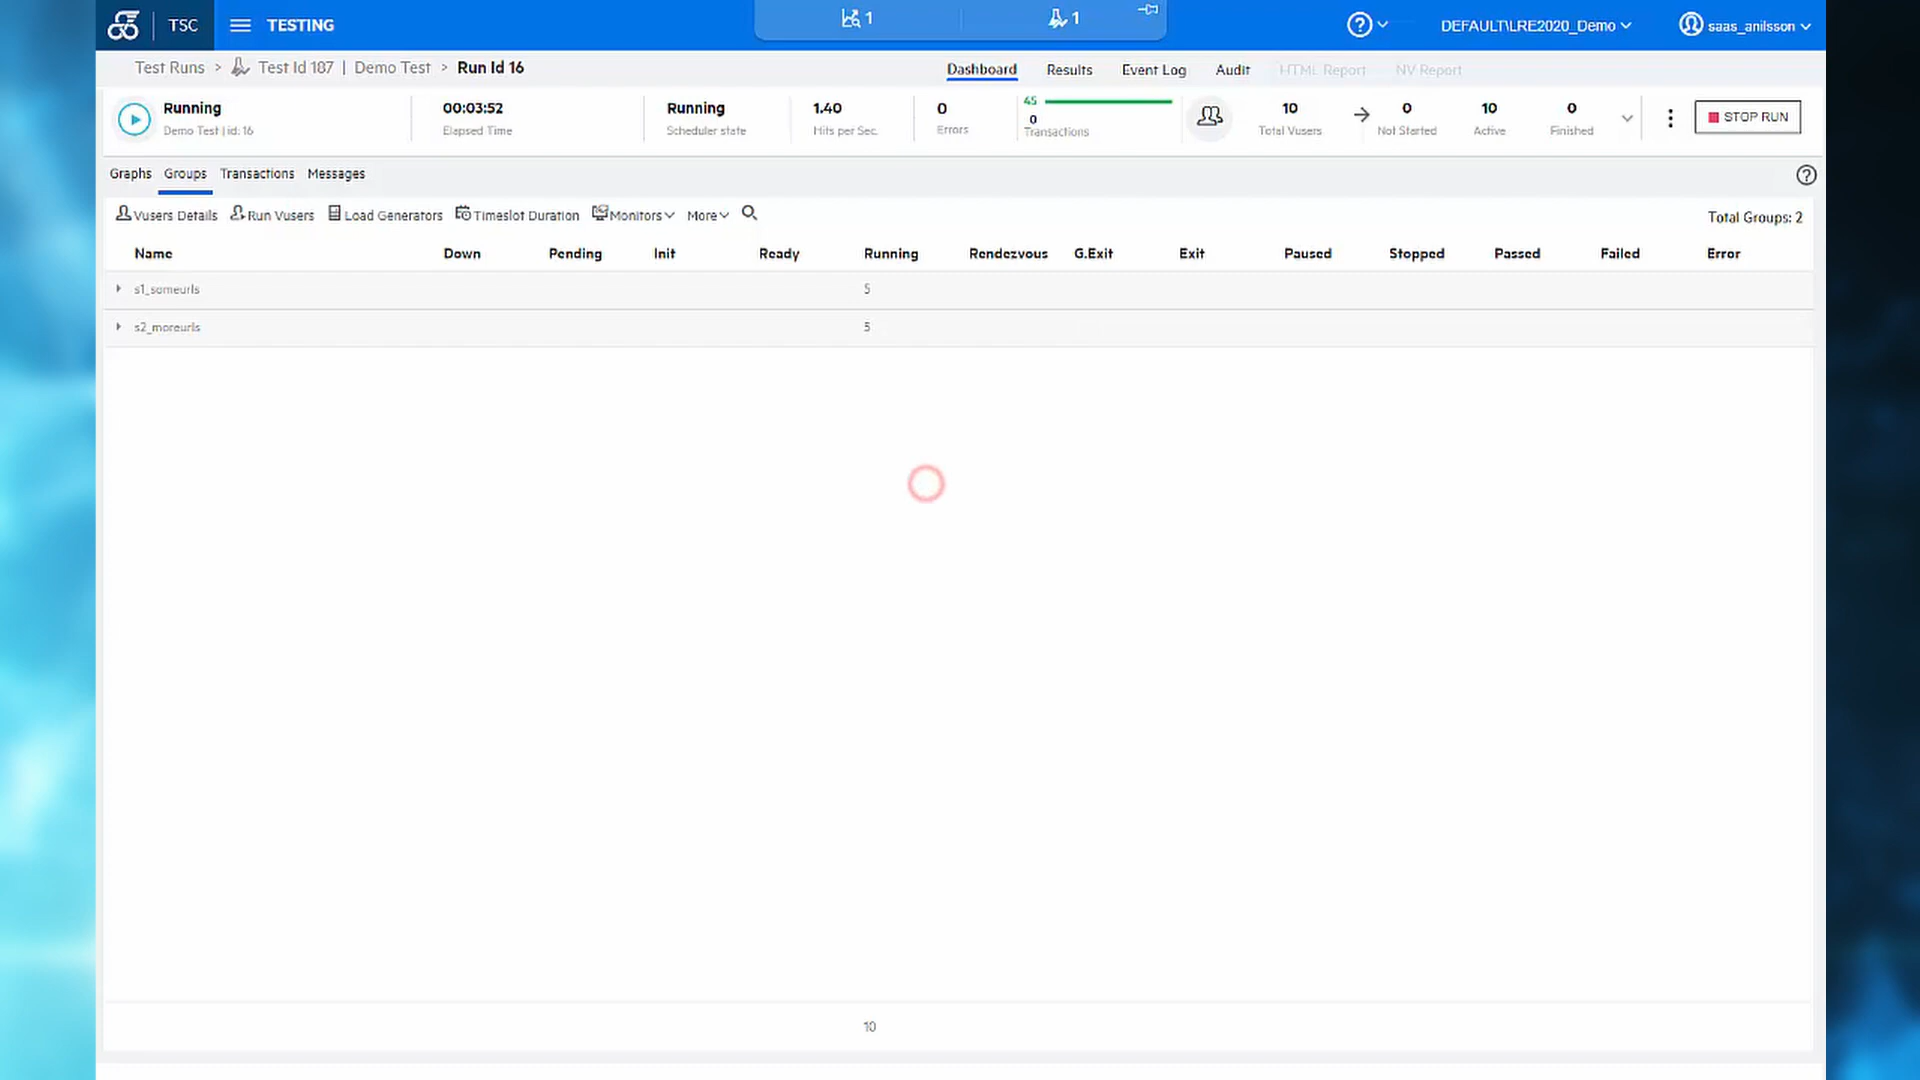 TSC
TESTING
1
1
DEFAULT\LRE2020_Demo
saas_anilsson
Test Runs > Test Id 187 | Demo Test > Run Id 16
Dashboard Results Event Log Audit HTML Report NV Report
Running
Demo Test | id: 16
00:03:52
Elapsed Time
Running
Scheduler state
1.40
Hits per Sec.
0
Errors
45
0
Transactions
10
Total Vusers
0
Not Started
10
Active
0
Finished
STOP RUN
Graphs Groups Transactions Messages
Vusers Details Run Vusers Load Generators Timeslot Duration Monitors More
Total Groups: 2
Name Down Pending Init Ready Running Rendezvous G.Exit Exit Paused Stopped Passed Failed Error
s1_someurls 5
s2_moreurls 5
10